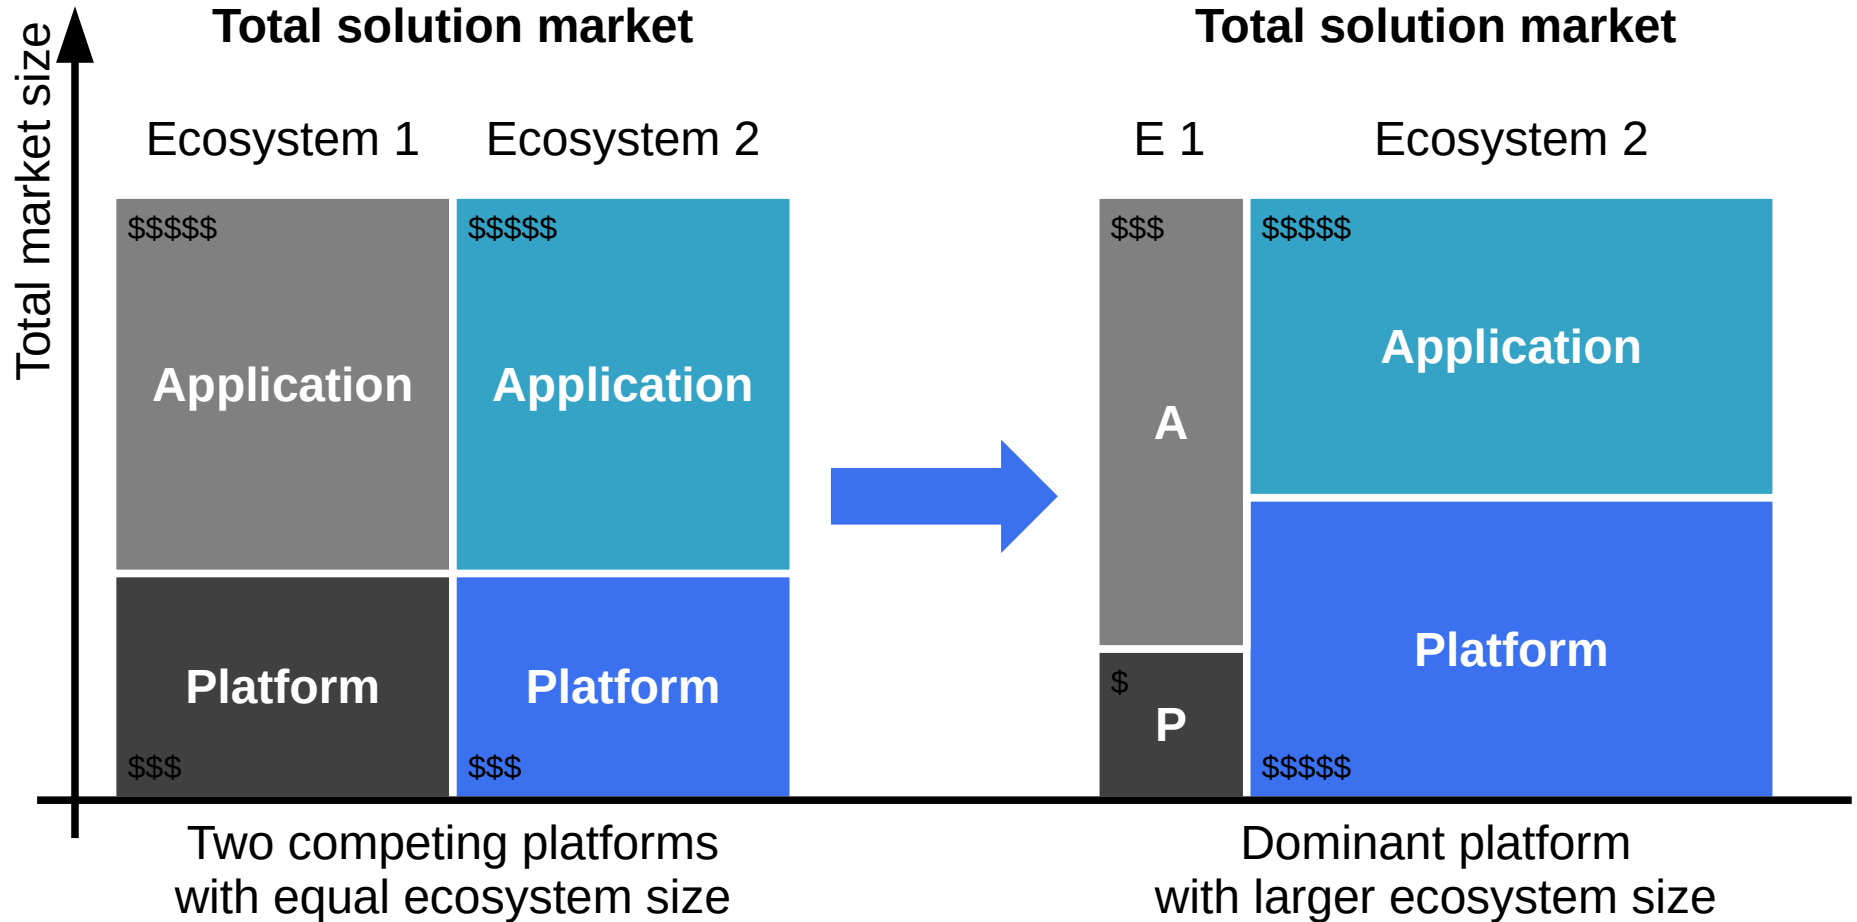 Total market size
Total solution market
Ecosystem 1
Ecosystem 2
$$$$$
Application
$$$$$
Application
Platform
$$$
Platform
$$$
Two competing platforms
with equal ecosystem size
Total solution market
E 1
Ecosystem 2
$$$
A
$$$$$
Application
$
P
Platform
$$$$$
Dominant platform
with larger ecosystem size